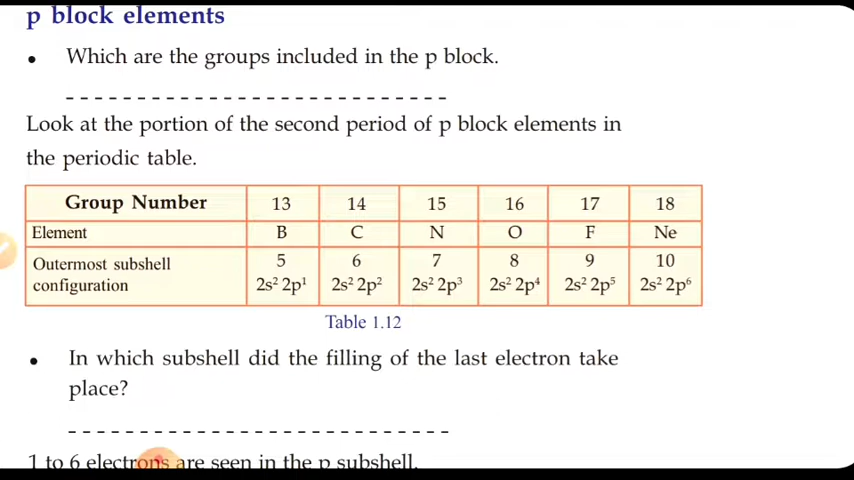 p block elements
• Which are the groups included in the p block.
Look at the portion of the second period of p block elements in
the periodic table.
Group Number 13 14 15 16 17 18
Element B C N O F Ne
Outermost subshell 5 6 7 8 9 10
configuration 2s² 2p¹ 2s² 2p² 2s² 2p³ 2s² 2p⁴ 2s² 2p⁵ 2s² 2p⁶
Table 1.12
• In which subshell did the filling of the last electron take
place?
1 to 6 electrons are seen in the p subshell.